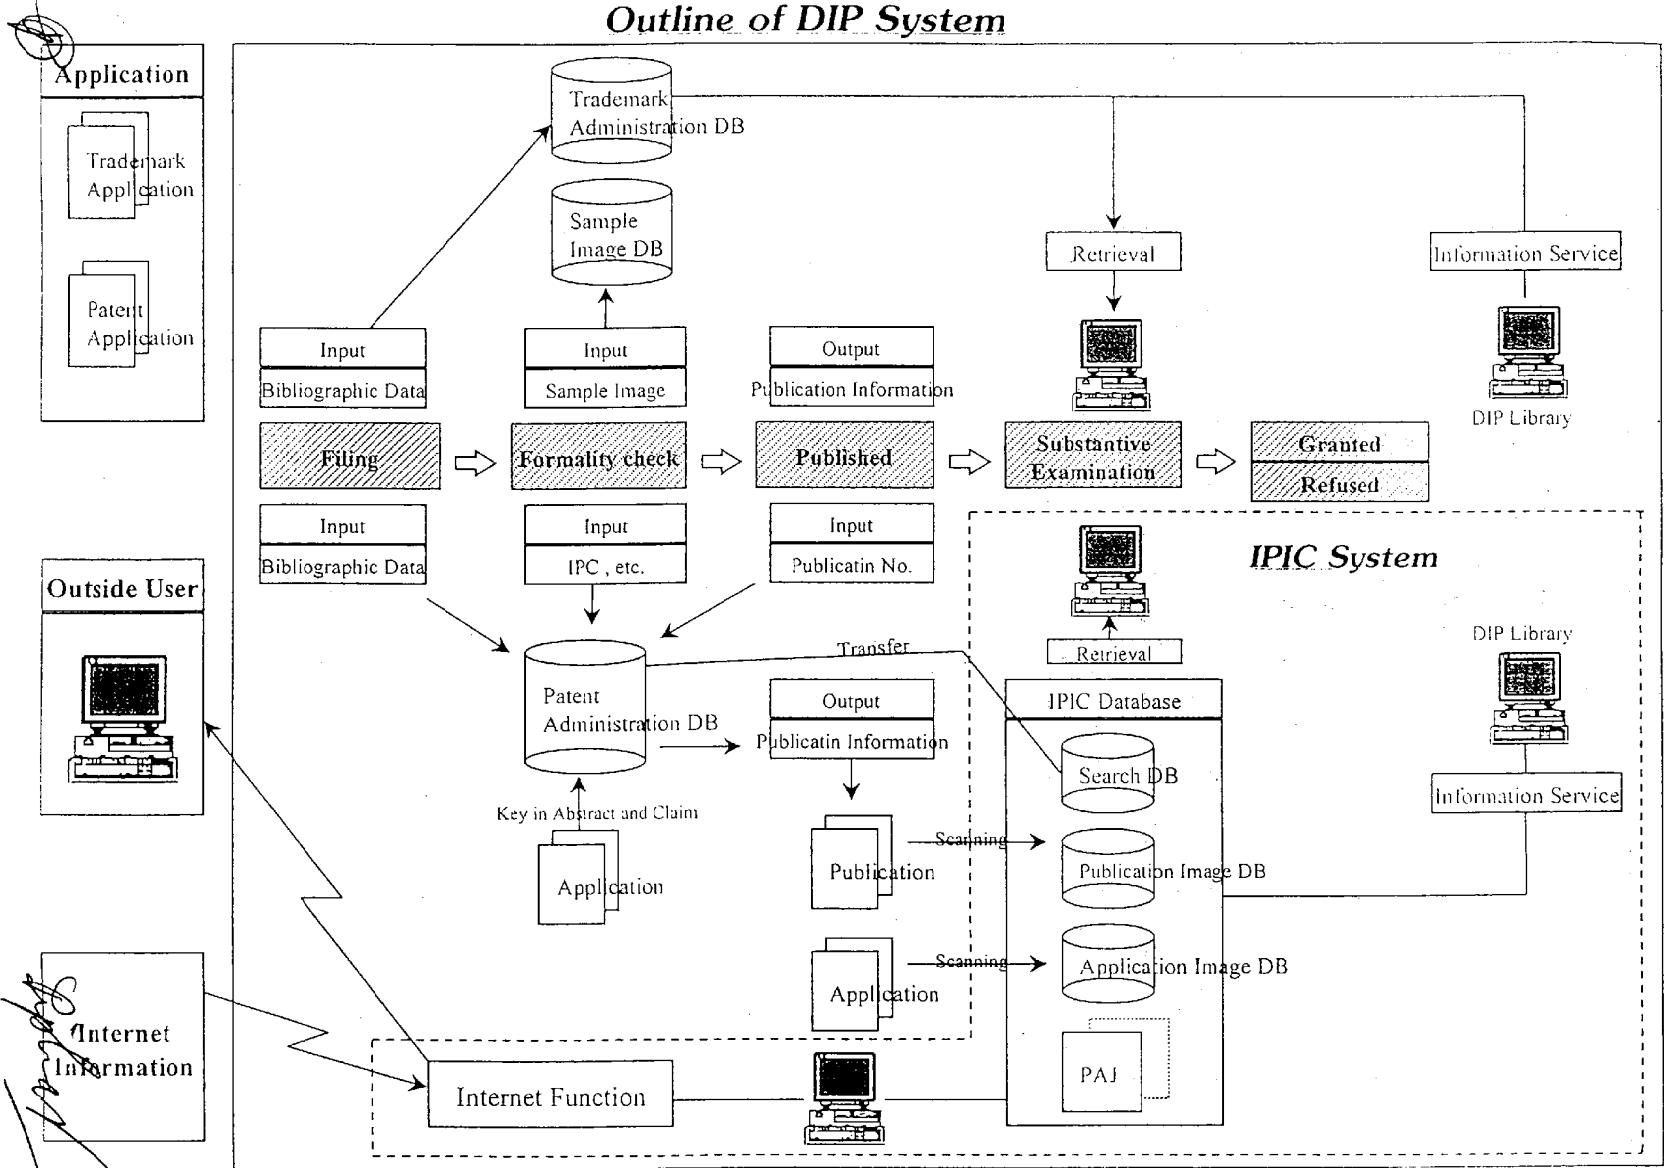 Outline of DIP System
Application
Trademark
Application
Patent
Application
Trademark
Administration DB
Sample
Image DB
Retrieval
Information Service
DIP Library
Input
Bibliographic Data
Input
Sample Image
Output
Publication Information
Filing
Formality check
Published
Substantive
Examination
Granted
Refused
Input
Bibliographic Data
Input
IPC , etc.
Input
Publicatin No.
IPIC System
Outside User
Retrieval
DIP Library
Transfer
Patent
Administration DB
Output
Publicatin Information
IPIC Database
Search DB
Information Service
Key in Abstract and Claim
Application
Publication
Scanning
Publication Image DB
Application
Scanning
Application Image DB
PAJ
Internet
Information
Internet Function